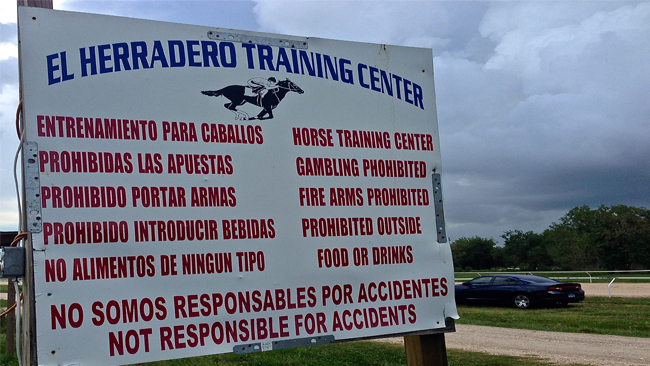 EL HERRADERO TRAINING CENTER
ENTRENAMIENTO PARA CABALLOS
PROHIBIDAS LAS APUESTAS
PROHIBIDO PORTAR ARMAS
PROHIBIDO INTRODUCIR BEBIDAS
NO ALIMENTOS DE NINGUN TIPO
HORSE TRAINING CENTER
GAMBLING PHOHIBITED
FIRE ARMS PROHIBITED
PROHIBITED OUTSIDE
FOOD OR DRINKS
NO SOMOS RESPONSABLES POR ACCIDENTES
NOT RESPONSIBLE FOR ACCIDENTS